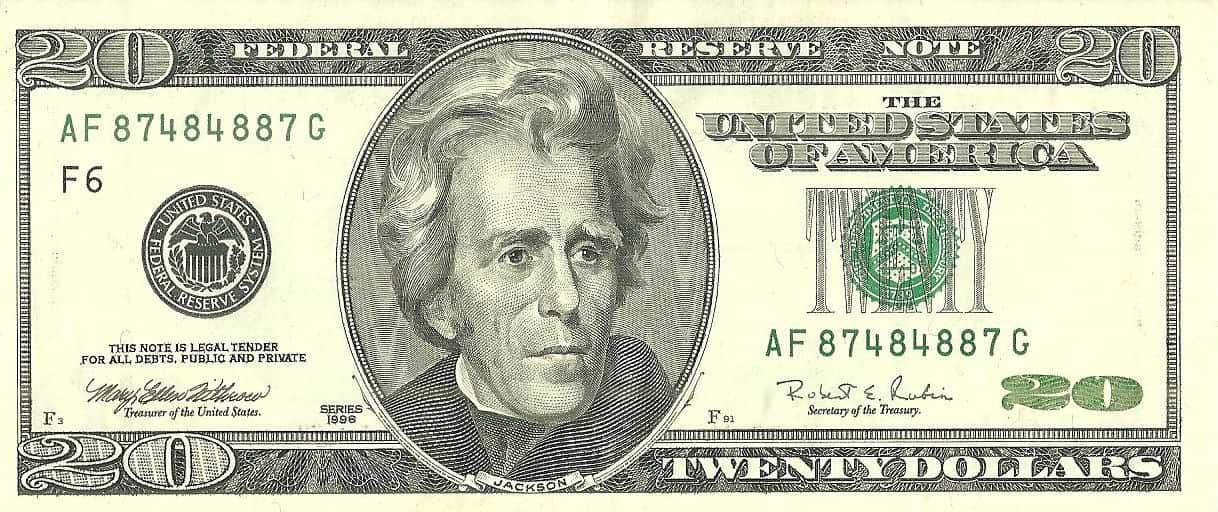 20 FEDERAL RESERVE NOTE 20
THE
UNITED STATES
OF AMERICA
AF 87484887 G
F6
UNITED STATES
FEDERAL RESERVE SYSTEM
TWENTY
1789
THIS NOTE IS LEGAL TENDER
FOR ALL DEBTS, PUBLIC AND PRIVATE
AF 87484887 G
Mary Ellen Withrow
Treasurer of the United States.
F3
SERIES
1996
F 91
Robert E. Rubin
Secretary of the Treasury.
20
20
JACKSON
TWENTY DOLLARS